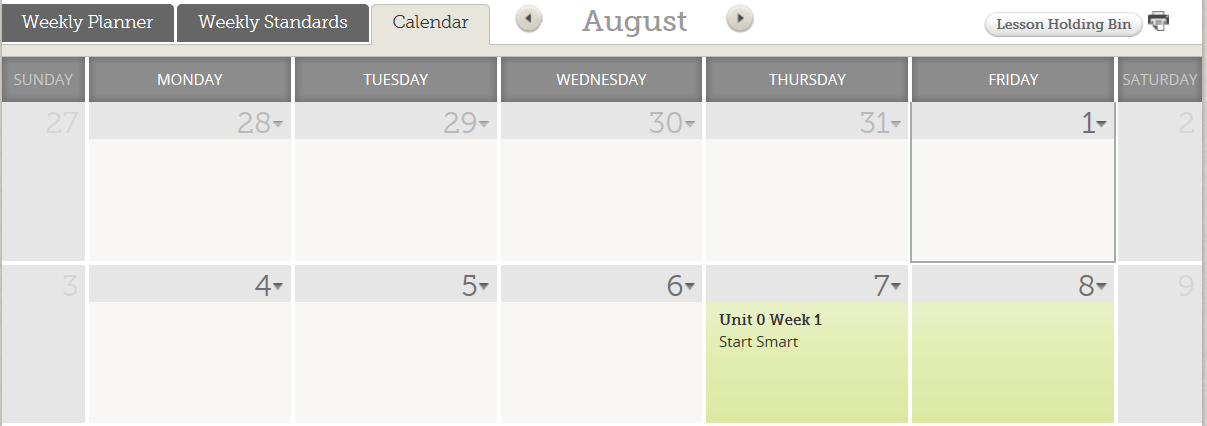 Weekly Planner Weekly Standards Calendar August Lesson Holding Bin
SUNDAY MONDAY TUESDAY WEDNESDAY THURSDAY FRIDAY SATURDAY
27 28 29 30 31 1 2
3 4 5 6 7 8 9
Unit 0 Week 1
Start Smart